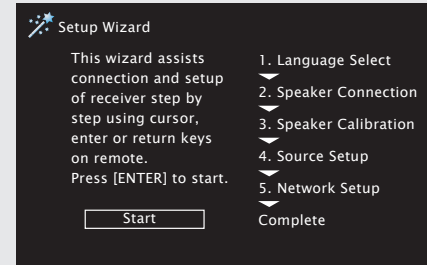 Setup Wizard
This wizard assists
connection and setup
of receiver step by
step using cursor,
enter or return keys
on remote.
Press [ENTER] to start.
Start
1. Language Select
2. Speaker Connection
3. Speaker Calibration
4. Source Setup
5. Network Setup
Complete